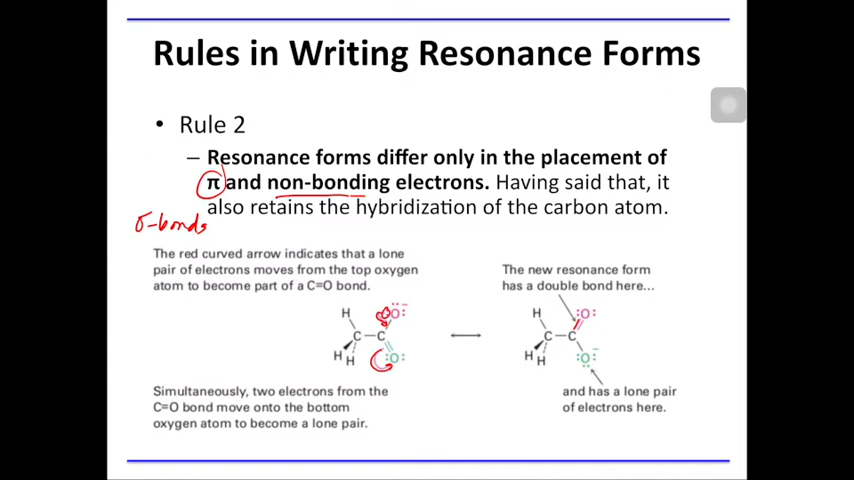 Rules in Writing Resonance Forms
• Rule 2
– Resonance forms differ only in the placement of
π and non-bonding electrons. Having said that, it
also retains the hybridization of the carbon atom.
σ-bonds
The red curved arrow indicates that a lone
pair of electrons moves from the top oxygen
atom to become part of a C=O bond.
The new resonance form
has a double bond here...
H :O: –
C–C
H H :O:
H :O:
C–C
H H :O: –
Simultaneously, two electrons from the
C=O bond move onto the bottom
oxygen atom to become a lone pair.
and has a lone pair
of electrons here.